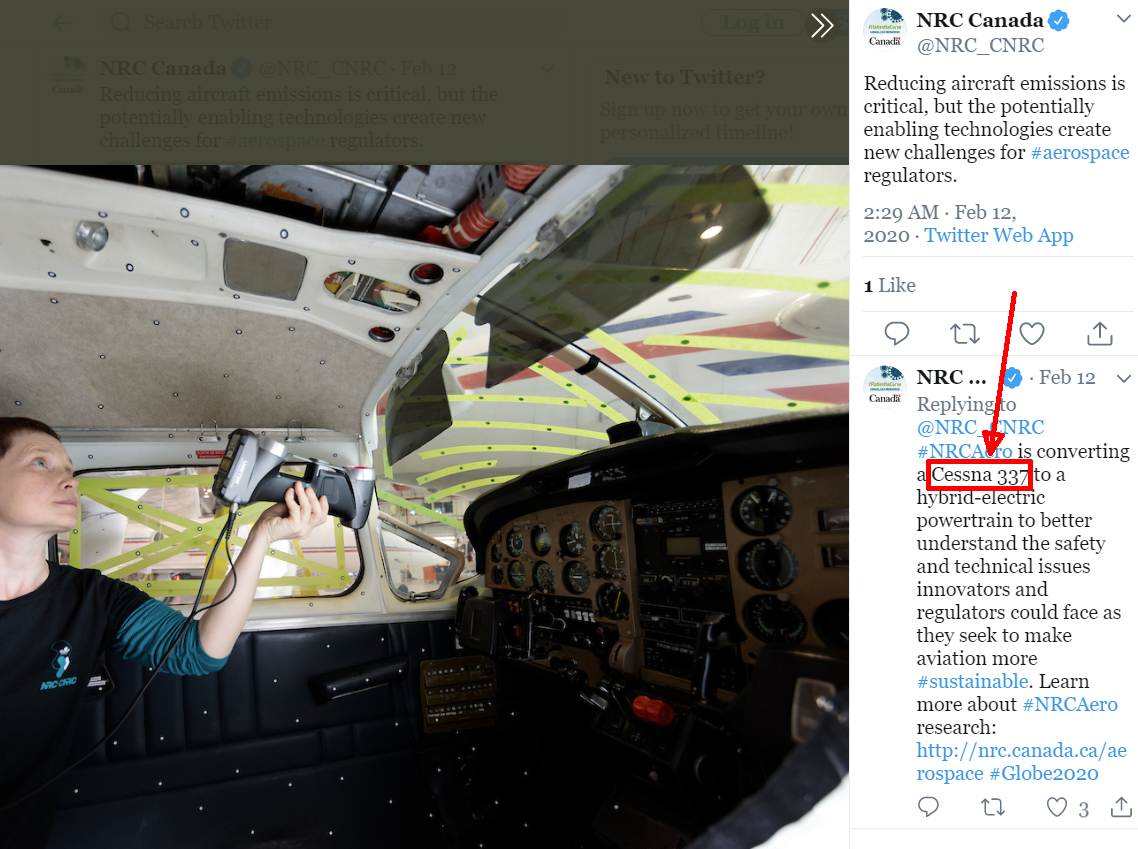 Search Twitter
Log in
NRC Canada @NRC_CNRC · Feb 12
Reducing aircraft emissions is critical, but the
potentially enabling technologies create new
challenges for #aerospace regulators.
New to Twitter?
Sign up now to get your own
personalized timeline!
NRC CNRC
NRC Canada
@NRC_CNRC
Canada
Reducing aircraft emissions is
critical, but the potentially
enabling technologies create
new challenges for #aerospace
regulators.
2:29 AM · Feb 12,
2020 · Twitter Web App
1 Like
NRC ... · Feb 12
Canada
Replying to
@NRC_CNRC
#NRCAero is converting
a Cessna 337 to a
hybrid-electric
powertrain to better
understand the safety
and technical issues
innovators and
regulators could face as
they seek to make
aviation more
#sustainable. Learn
more about #NRCAero
research:
http://nrc.canada.ca/ae
rospace #Globe2020
3